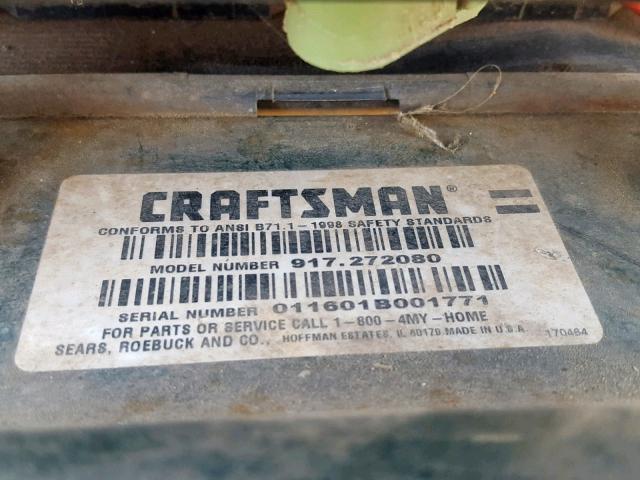 CRAFTSMAN®
CONFORMS TO ANSI B71.1-1998 SAFETY STANDARDS
MODEL NUMBER 917.272080
SERIAL NUMBER 011601B001771
FOR PARTS OR SERVICE CALL 1-800-4MY-HOME
SEARS, ROEBUCK AND CO., HOFFMAN ESTATES, IL 60179 MADE IN U.S.A.
170464